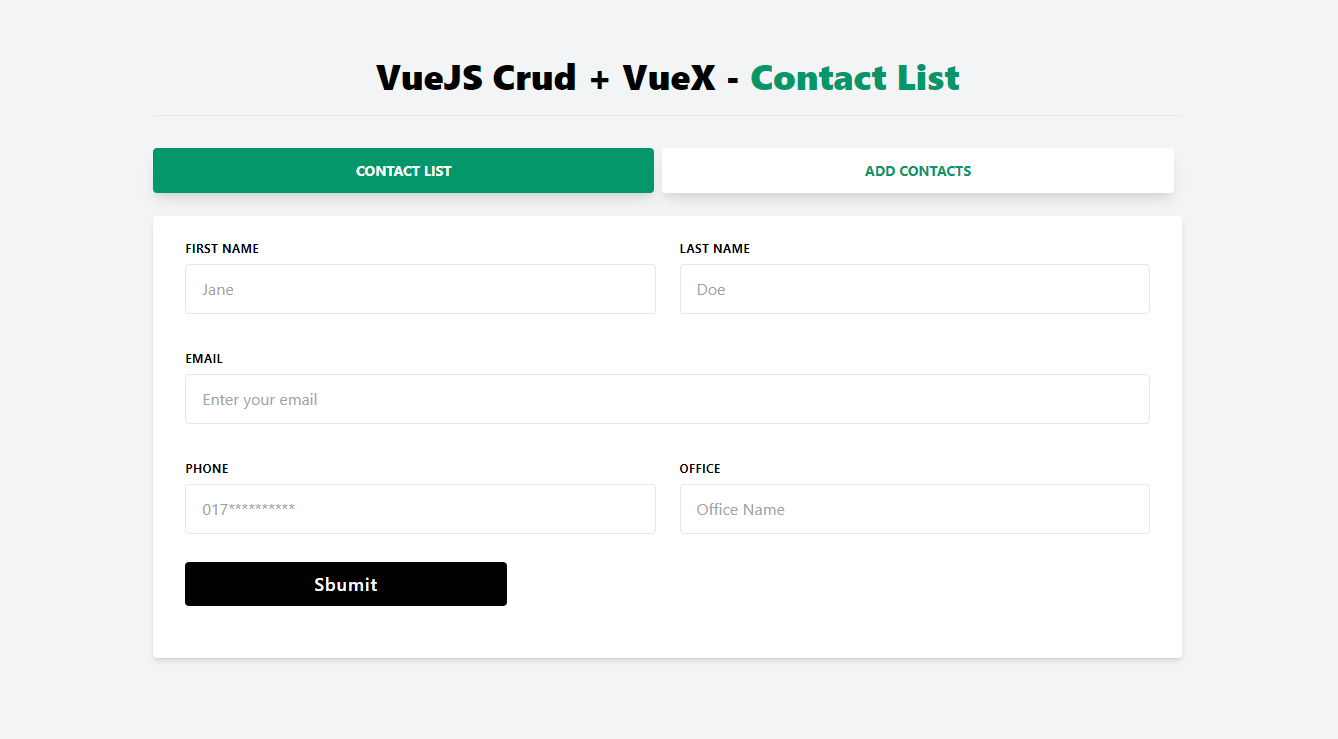 VueJS Crud + VueX - Contact List
CONTACT LIST
ADD CONTACTS
FIRST NAME
LAST NAME
Jane
Doe
EMAIL
Enter your email
PHONE
OFFICE
017**********
Office Name
Sbumit